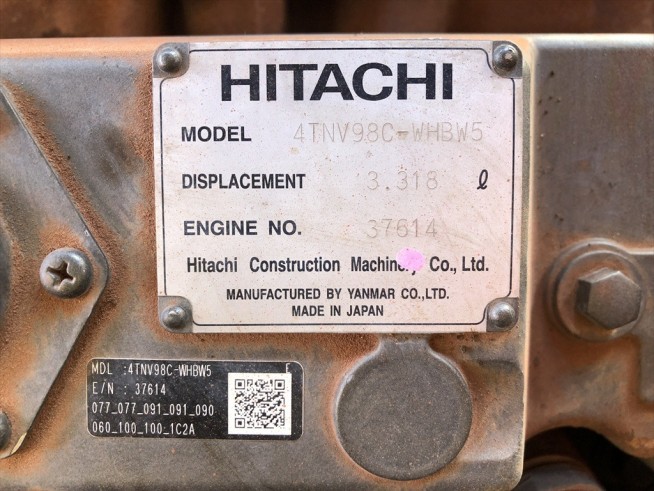 HITACHI
MODEL 4TNV98C-WHBW5
DISPLACEMENT 3.318 ℓ
ENGINE NO. 37614
Hitachi Construction Machinery Co., Ltd.
MANUFACTURED BY YANMAR CO.,LTD.
MADE IN JAPAN
MDL :4TNV98C-WHBW5 E
E/N : 37614
077_077_091_091_090
060_100_100_1C2A